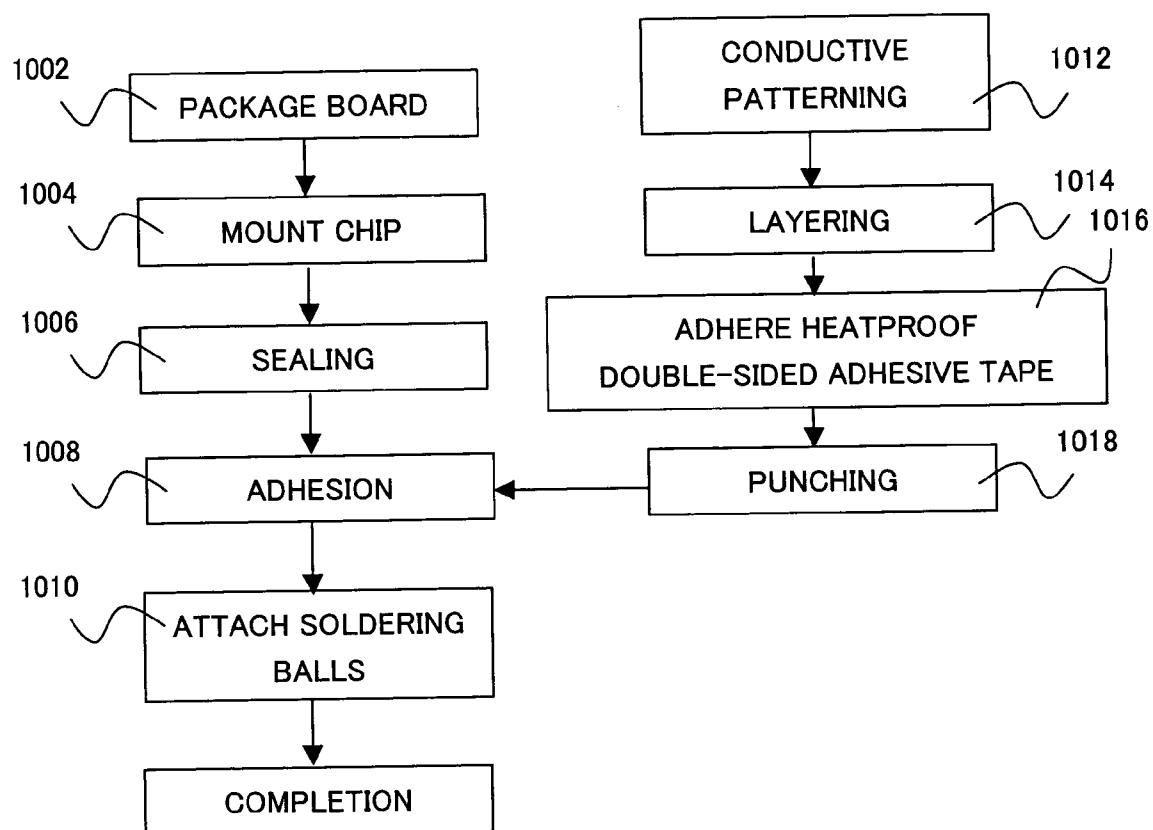 1002
PACKAGE BOARD
1004
MOUNT CHIP
1006
SEALING
1008
ADHESION
1010
ATTACH SOLDERING
BALLS
COMPLETION
CONDUCTIVE
PATTERNING
1012
LAYERING
1014
1016
ADHERE HEATPROOF
DOUBLE-SIDED ADHESIVE TAPE
PUNCHING
1018